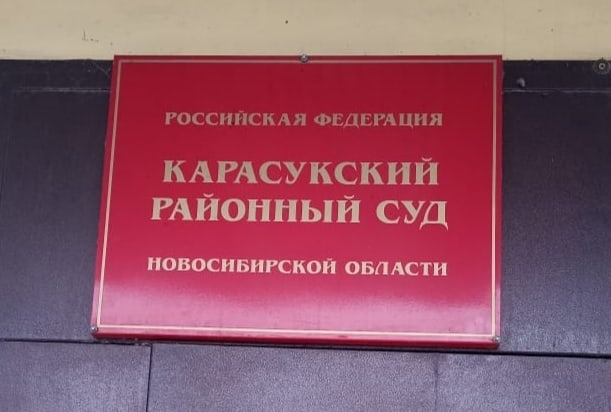 РОССИЙСКАЯ ФЕДЕРАЦИЯ
КАРАСУКСКИЙ
РАЙОННЫЙ СУД
НОВОСИБИРСКОЙ ОБЛАСТИ